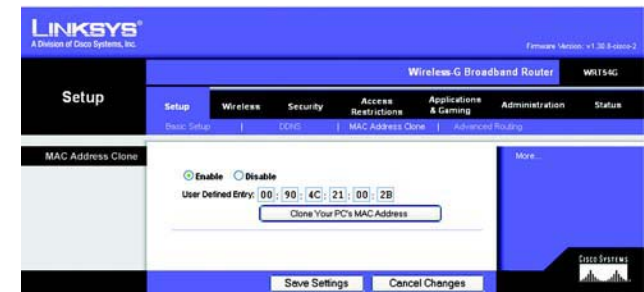 LINKSYS®
A Division of Cisco Systems, Inc.
Firmware Version: v1.30.8-cisco-2
Wireless-G Broadband Router WRT54G
Setup
Setup Wireless Security Access Restrictions Applications & Gaming Administration Status
Basic Setup | DDNS | MAC Address Clone | Advanced Routing
MAC Address Clone
More...
Enable Disable
User Defined Entry: 00 : 90 : 4C : 21 : 00 : 2B
Clone Your PC's MAC Address
Save Settings Cancel Changes
CISCO SYSTEMS